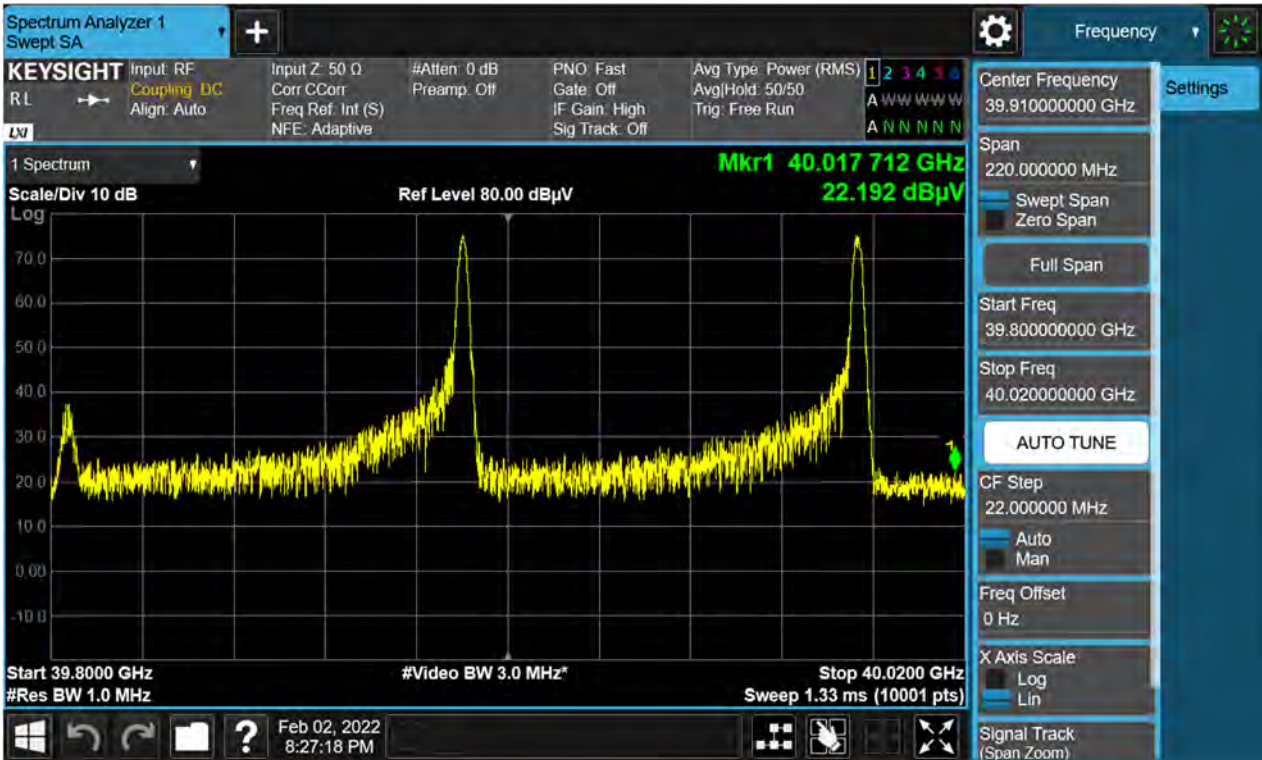 Spectrum Analyzer 1
Swept SA
+
Frequency
KEYSIGHT
R L
LXI
Input: RF
Coupling: DC
Align: Auto
Input Z: 50 Ω
Corr CCorr
Freq Ref: Int (S)
NFE: Adaptive
#Atten: 0 dB
Preamp: Off
PNO: Fast
Gate: Off
IF Gain: High
Sig Track: Off
Avg Type: Power (RMS)
Avg|Hold: 50/50
Trig: Free Run
1 2 3 4 5 6
A W W W W W
A N N N N N
1 Spectrum
Scale/Div 10 dB
Log
Ref Level 80.00 dBµV
Mkr1 40.017 712 GHz
22.192 dBµV
70.0
60.0
50.0
40.0
30.0
20.0
10.0
0.00
-10.0
1
Start 39.8000 GHz
#Res BW 1.0 MHz
#Video BW 3.0 MHz*
Stop 40.0200 GHz
Sweep 1.33 ms (10001 pts)
?
Feb 02, 2022
8:27:18 PM
Center Frequency
39.910000000 GHz
Span
220.000000 MHz
Swept Span
Zero Span
Full Span
Start Freq
39.800000000 GHz
Stop Freq
40.020000000 GHz
AUTO TUNE
CF Step
22.000000 MHz
Auto
Man
Freq Offset
0 Hz
X Axis Scale
Log
Lin
Signal Track
(Span Zoom)
Settings